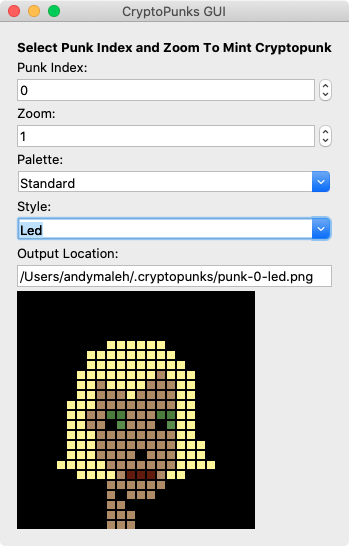 CryptoPunks GUI
Select Punk Index and Zoom To Mint Cryptopunk
Punk Index:
0
Zoom:
1
Palette:
Standard
Style:
Led
Output Location:
/Users/andymaleh/.cryptopunks/punk-0-led.png